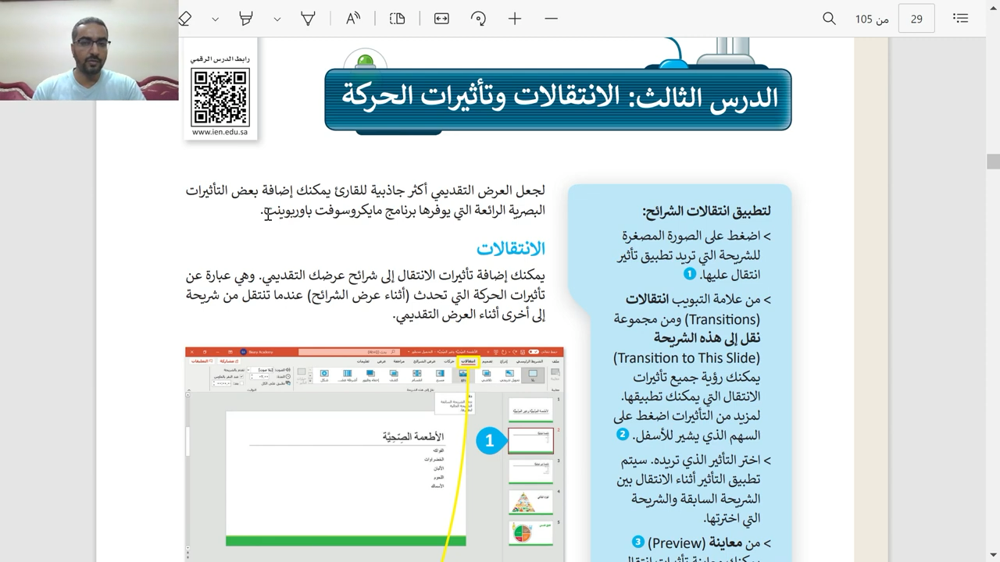 29
من 105
رابط الدرس الرقمي
www.ien.edu.sa
الدرس الثالث: الانتقالات وتأثيرات الحركة
لجعل العرض التقديمي أكثر جاذبية للقارئ يمكنك إضافة بعض التأثيرات
البصرية الرائعة التي يوفرها برنامج مايكروسوفت باوربوينت.
الانتقالات
يمكنك إضافة تأثيرات الانتقال إلى شرائح عرضك التقديمي. وهي عبارة عن
تأثيرات الحركة التي تحدث (أثناء عرض الشرائح) عندما تنتقل من شريحة
إلى أخرى أثناء العرض التقديمي.
لتطبيق انتقالات الشرائح:
> اضغط على الصورة المصغرة
للشريحة التي تريد تطبيق تأثير
انتقال عليها. 1
> من علامة التبويب انتقالات
(Transitions) ومن مجموعة
نقل إلى هذه الشريحة
(Transition to This Slide)
يمكنك رؤية جميع تأثيرات
الانتقال التي يمكنك تطبيقها.
لمزيد من التأثيرات اضغط على
السهم الذي يشير للأسفل. 2
> اختر التأثير الذي تريده. سيتم
تطبيق التأثير أثناء الانتقال بين
الشريحة السابقة والشريحة
التي اخترتها.
> من معاينة (Preview) 3
انتقالات
1
الأطعمة الصِّحِيَّة
الفواكه
الخضراوات
الألبان
اللحوم
الأسماك
1
2
3
4
5